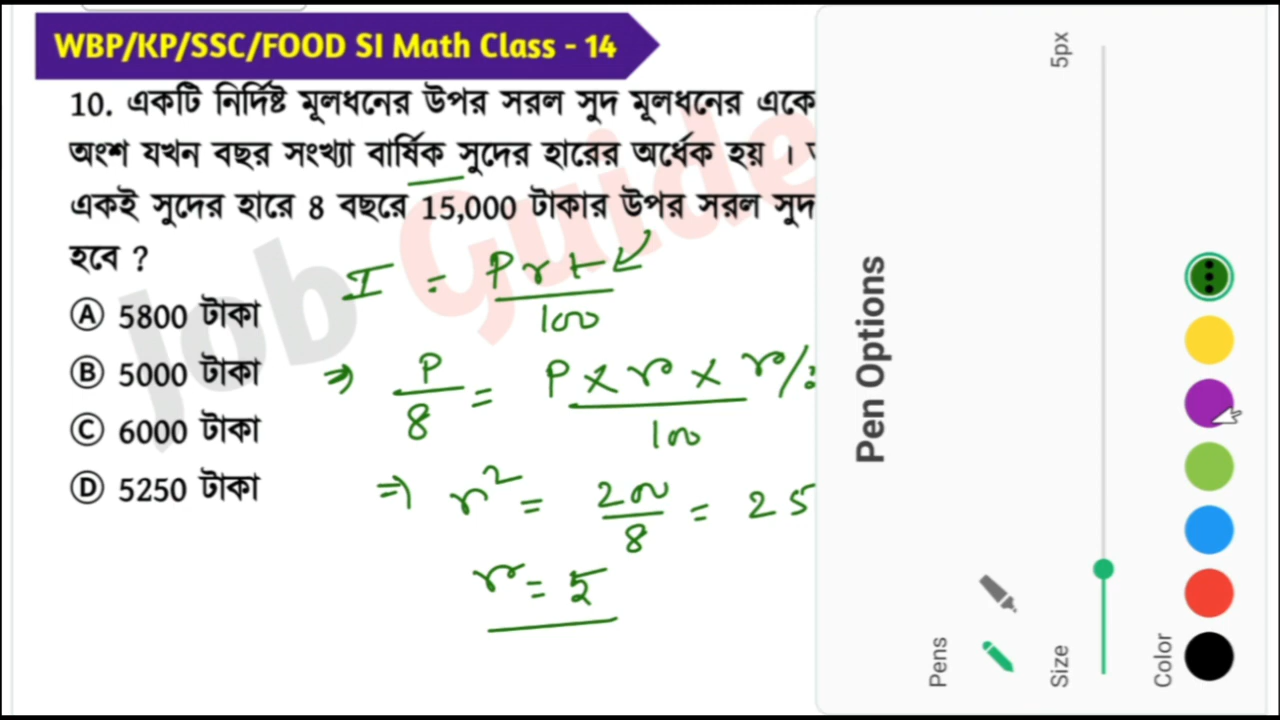 WBP/KP/SSC/FOOD SI Math Class - 14
10. একটি নির্দিষ্ট মূলধনের উপর সরল সুদ মূলধনের একে
অংশ যখন বছর সংখ্যা বার্ষিক সুদের হারের অর্ধেক হয় ।
একই সুদের হারে 8 বছরে 15,000 টাকার উপর সরল সুদ
হবে ?
Ⓐ 5800 টাকা
Ⓑ 5000 টাকা
Ⓒ 6000 টাকা
Ⓓ 5250 টাকা
I = Prt/100
⇒ P/8 = P × r × r/2/100
⇒ r² = 200/8 = 25
r = 5
Job Guide
Pen Options
Pens
Size
5px
Color